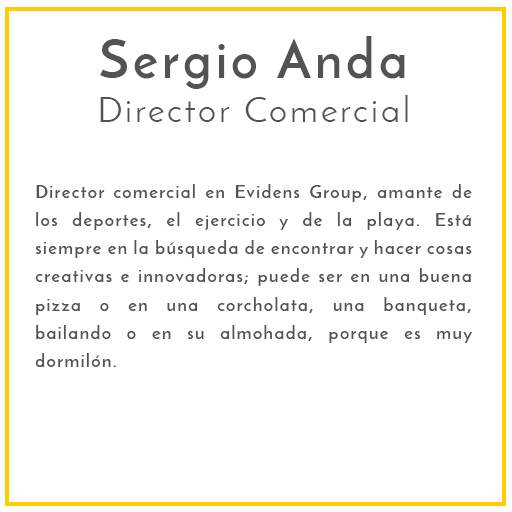 Sergio Anda
Director Comercial
Director comercial en Evidens Group, amante de
los deportes, el ejercicio y de la playa. Está
siempre en la búsqueda de encontrar y hacer cosas
creativas e innovadoras; puede ser en una buena
pizza o en una corcholata, una banqueta,
bailando o en su almohada, porque es muy
dormilón.